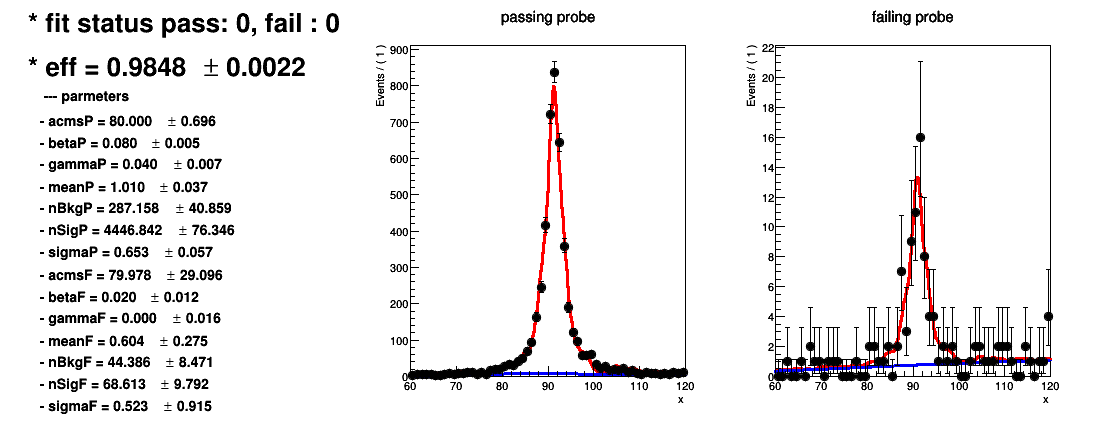 * fit status pass: 0, fail : 0
* eff = 0.9848 ± 0.0022
--- parmeters
- acmsP = 80.000 ± 0.696
- betaP = 0.080 ± 0.005
- gammaP = 0.040 ± 0.007
- meanP = 1.010 ± 0.037
- nBkgP = 287.158 ± 40.859
- nSigP = 4446.842 ± 76.346
- sigmaP = 0.653 ± 0.057
- acmsF = 79.978 ± 29.096
- betaF = 0.020 ± 0.012
- gammaF = 0.000 ± 0.016
- meanF = 0.604 ± 0.275
- nBkgF = 44.386 ± 8.471
- nSigF = 68.613 ± 9.792
- sigmaF = 0.523 ± 0.915
passing probe
Events / ( 1 )
900
800
700
600
500
400
300
200
100
0
60 70 80 90 100 110 120
x
failing probe
Events / ( 1 )
22
20
18
16
14
12
10
8
6
4
2
0
60 70 80 90 100 110 120
x